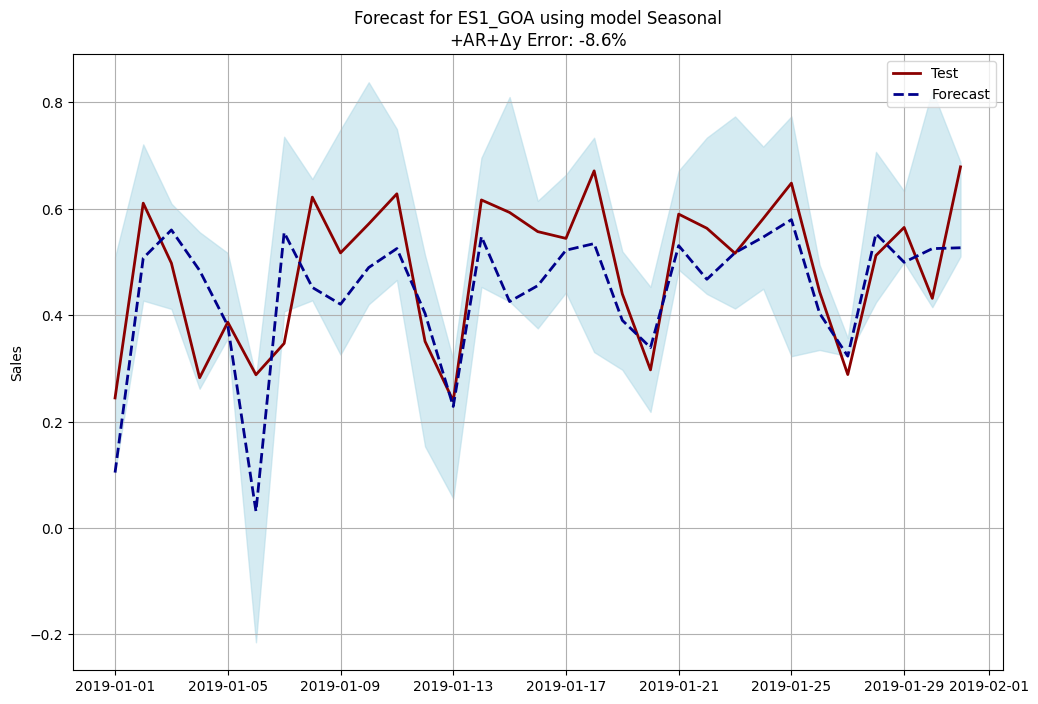 Forecast for ES1_GOA using model Seasonal
+AR+Δy Error: -8.6%
Test
Forecast
Sales
0.8
0.6
0.4
0.2
0.0
−0.2
2019-01-01 2019-01-05 2019-01-09 2019-01-13 2019-01-17 2019-01-21 2019-01-25 2019-01-29 2019-02-01